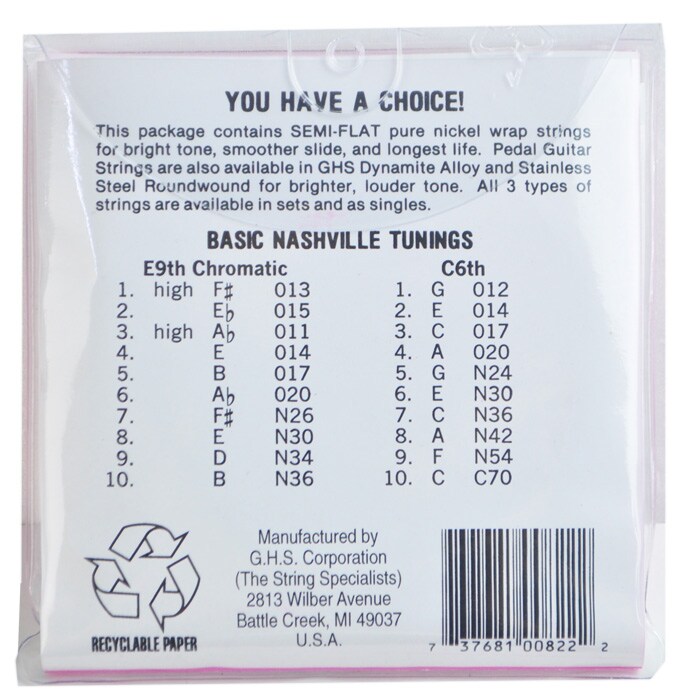 YOU HAVE A CHOICE!
This package contains SEMI-FLAT pure nickel wrap strings
for bright tone, smoother slide, and longest life. Pedal Guitar
Strings are also available in GHS Dynamite Alloy and Stainless
Steel Roundwound for brighter, louder tone. All 3 types of
strings are available in sets and as singles.
BASIC NASHVILLE TUNINGS
E9th Chromatic C6th
1. high F♯ 013 1. G 012
2. E♭ 015 2. E 014
3. high A♭ 011 3. C 017
4. E 014 4. A 020
5. B 017 5. G N24
6. A♭ 020 6. E N30
7. F♯ N26 7. C N36
8. E N30 8. A N42
9. D N34 9. F N54
10. B N36 10. C C70
Manufactured by
G.H.S. Corporation
(The String Specialists)
2813 Wilber Avenue
Battle Creek, MI 49037
U.S.A.
RECYCLABLE PAPER
7 37681 00822 2